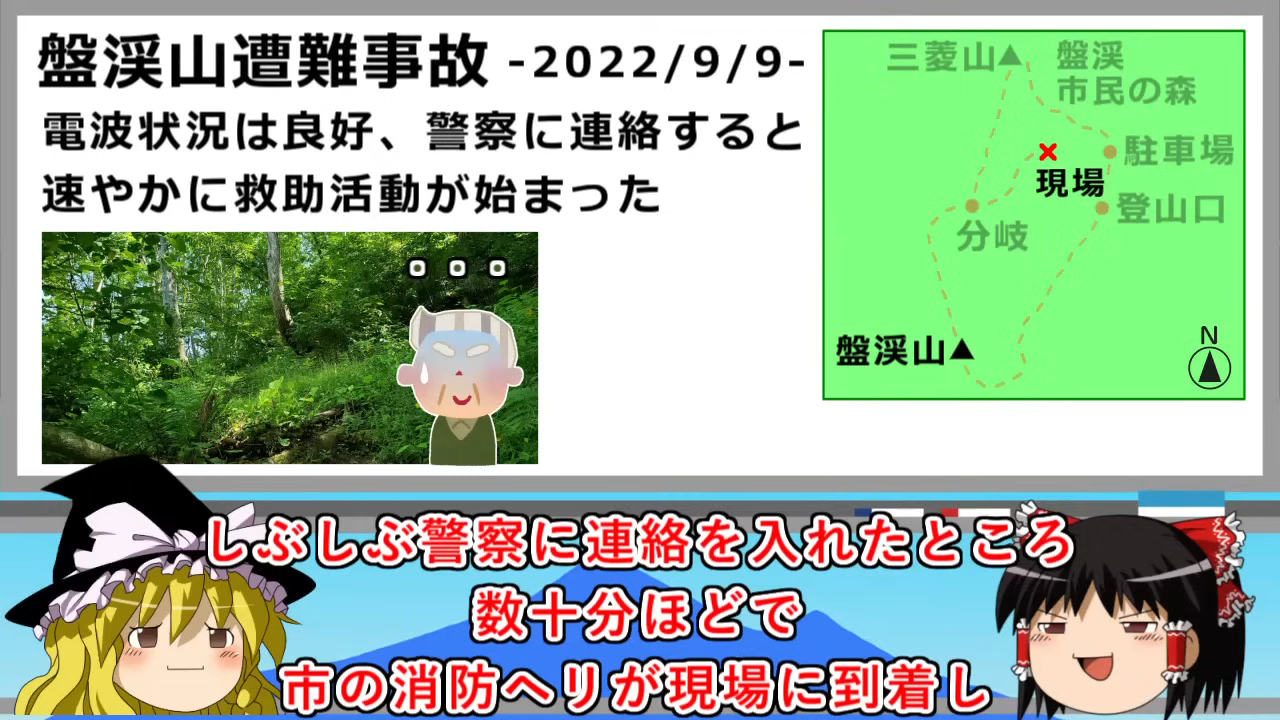 盤渓山遭難事故 -2022/9/9-
電波状況は良好、警察に連絡すると
速やかに救助活動が始まった
三菱山▲
盤渓
市民の森
駐車場
現場
登山口
分岐
盤渓山▲
N
しぶしぶ警察に連絡を入れたところ
数十分ほどで
市の消防ヘリが現場に到着し